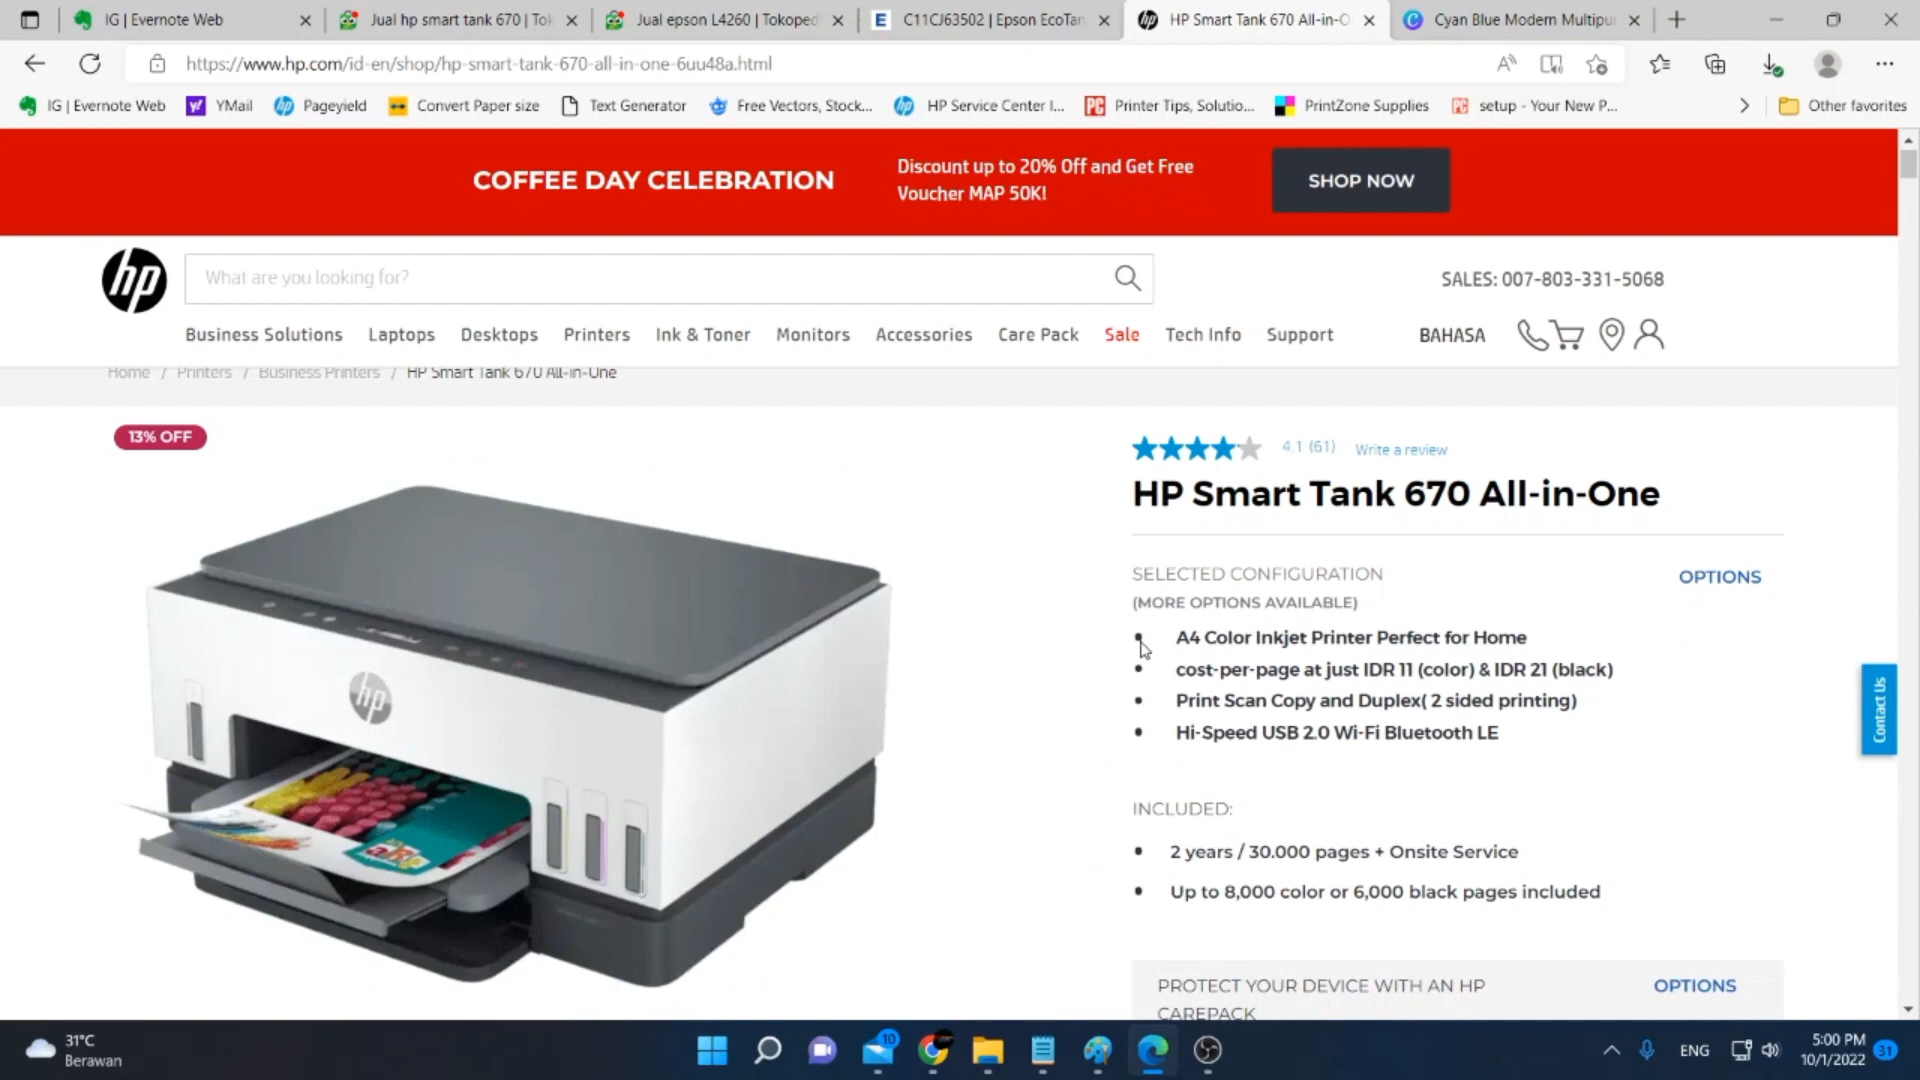 IG | Evernote Web
Jual hp smart tank 670 | Tok
Jual epson L4260 | Tokoped
C11CJ63502 | Epson EcoTan
HP Smart Tank 670 All-in-O
Cyan Blue Modern Multipu
https://www.hp.com/id-en/shop/hp-smart-tank-670-all-in-one-6uu48a.html
IG | Evernote Web
YMail
Pageyield
Convert Paper size
Text Generator
Free Vectors, Stock...
HP Service Center I...
Printer Tips, Solutio...
PrintZone Supplies
setup - Your New P...
Other favorites
COFFEE DAY CELEBRATION
Discount up to 20% Off and Get Free
Voucher MAP 50K!
SHOP NOW
hp
What are you looking for?
SALES: 007-803-331-5068
Business Solutions
Laptops
Desktops
Printers
Ink & Toner
Monitors
Accessories
Care Pack
Sale
Tech Info
Support
BAHASA
Home / Printers / Business Printers / HP Smart Tank 670 All-in-One
13% OFF
4.1 (61)
Write a review
HP Smart Tank 670 All-in-One
SELECTED CONFIGURATION
OPTIONS
(MORE OPTIONS AVAILABLE)
• A4 Color Inkjet Printer Perfect for Home
• cost-per-page at just IDR 11 (color) & IDR 21 (black)
• Print Scan Copy and Duplex( 2 sided printing)
• Hi-Speed USB 2.0 Wi-Fi Bluetooth LE
Contact Us
INCLUDED:
• 2 years / 30.000 pages + Onsite Service
• Up to 8,000 color or 6,000 black pages included
PROTECT YOUR DEVICE WITH AN HP
CAREPACK
OPTIONS
hp
31°C
Berawan
10
ENG
5:00 PM
10/1/2022
31